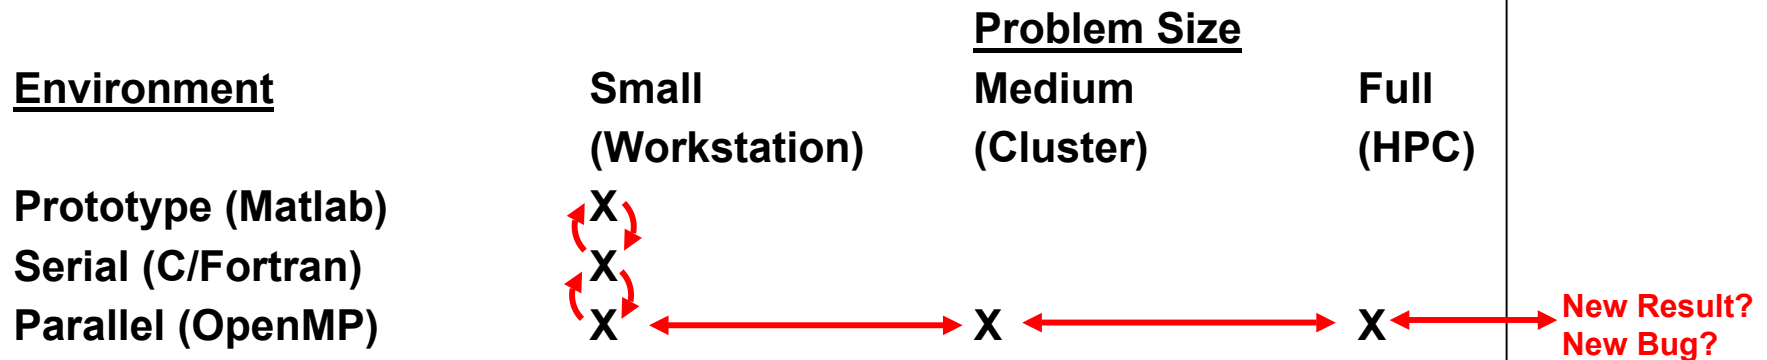 Problem Size
Environment Small Medium Full
(Workstation) (Cluster) (HPC)
Prototype (Matlab) X
Serial (C/Fortran) X
Parallel (OpenMP) X X X
New Result?
New Bug?